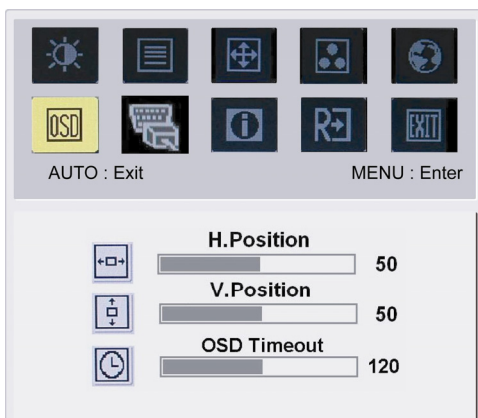 OSD i R EXIT
AUTO : Exit MENU : Enter
H.Position
50
V.Position
50
OSD Timeout
120